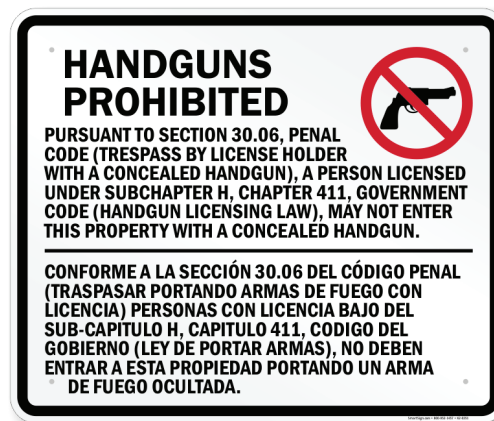 HANDGUNS
PROHIBITED
PURSUANT TO SECTION 30.06, PENAL
CODE (TRESPASS BY LICENSE HOLDER
WITH A CONCEALED HANDGUN), A PERSON LICENSED
UNDER SUBCHAPTER H, CHAPTER 411, GOVERNMENT
CODE (HANDGUN LICENSING LAW), MAY NOT ENTER
THIS PROPERTY WITH A CONCEALED HANDGUN.
CONFORME A LA SECCIÓN 30.06 DEL CÓDIGO PENAL
(TRASPASAR PORTANDO ARMAS DE FUEGO CON
LICENCIA) PERSONAS CON LICENCIA BAJO DEL
SUB-CAPITULO H, CAPITULO 411, CODIGO DEL
GOBIERNO (LEY DE PORTAR ARMAS), NO DEBEN
ENTRAR A ESTA PROPIEDAD PORTANDO UN ARMA
DE FUEGO OCULTADA.